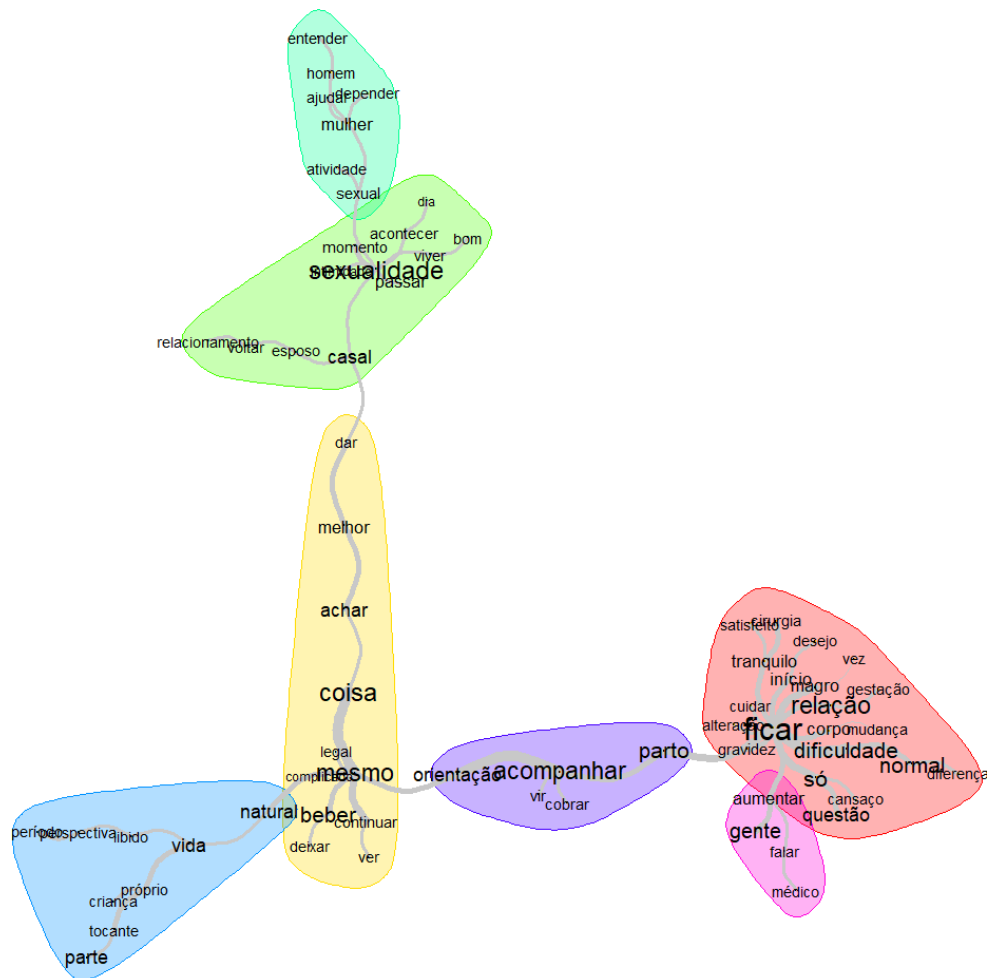 entender
homem
ajudar
depender
mulher
atividade
sexual
dia
acontecer
bom
momento
viver
sexualidade
passar
relacionamento
voltar
esposo
casal
dar
melhor
achar
coisa
legal
mesmo
beber
continuar
deixar
ver
natural
período
perspectiva
libido
vida
próprio
criança
tocante
parte
orientação
acompanhar
parto
vir
cobrar
satisfeito
cirurgia
desejo
tranquilo
vez
início
magro
gestação
cuidar
relação
alteração
ficar
corpo
mudança
gravidez
dificuldade
normal
diferença
só
cansaço
aumentar
questão
gente
falar
médico